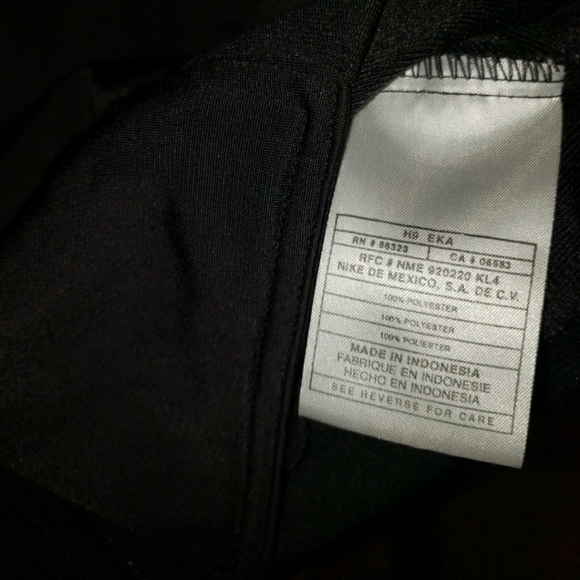 H9 EKA
RN # 56323 CA # 05553
RFC # NME 920220 KL4
NIKE DE MEXICO, S.A. DE C.V.
100% POLYESTER
100% POLYESTER
100% POLYESTER
MADE IN INDONESIA
FABRIQUE EN INDONESIE
HECHO EN INDONESIA
SEE REVERSE FOR CARE